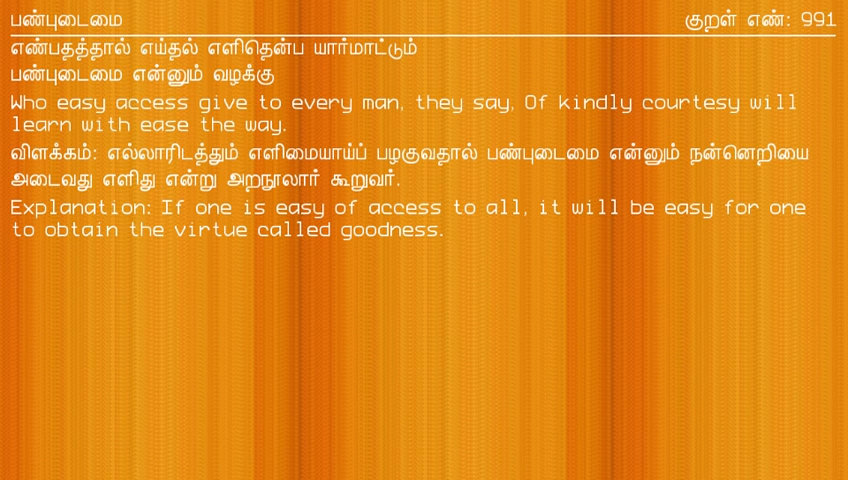 பண்புடைமை குறள் எண்: 991
எண்பதத்தால் எய்தல் எளிதென்ப யார்மாட்டும்
பண்புடைமை என்னும் வழக்கு
Who easy access give to every man, they say, Of kindly courtesy will
learn with ease the way.
விளக்கம்: எல்லாரிடத்தும் எளிமையாய்ப் பழகுவதால் பண்புடைமை என்னும் நன்னெறியை
அடைவது எளிது என்று அறநூலார் கூறுவர்.
Explanation: If one is easy of access to all, it will be easy for one
to obtain the virtue called goodness.